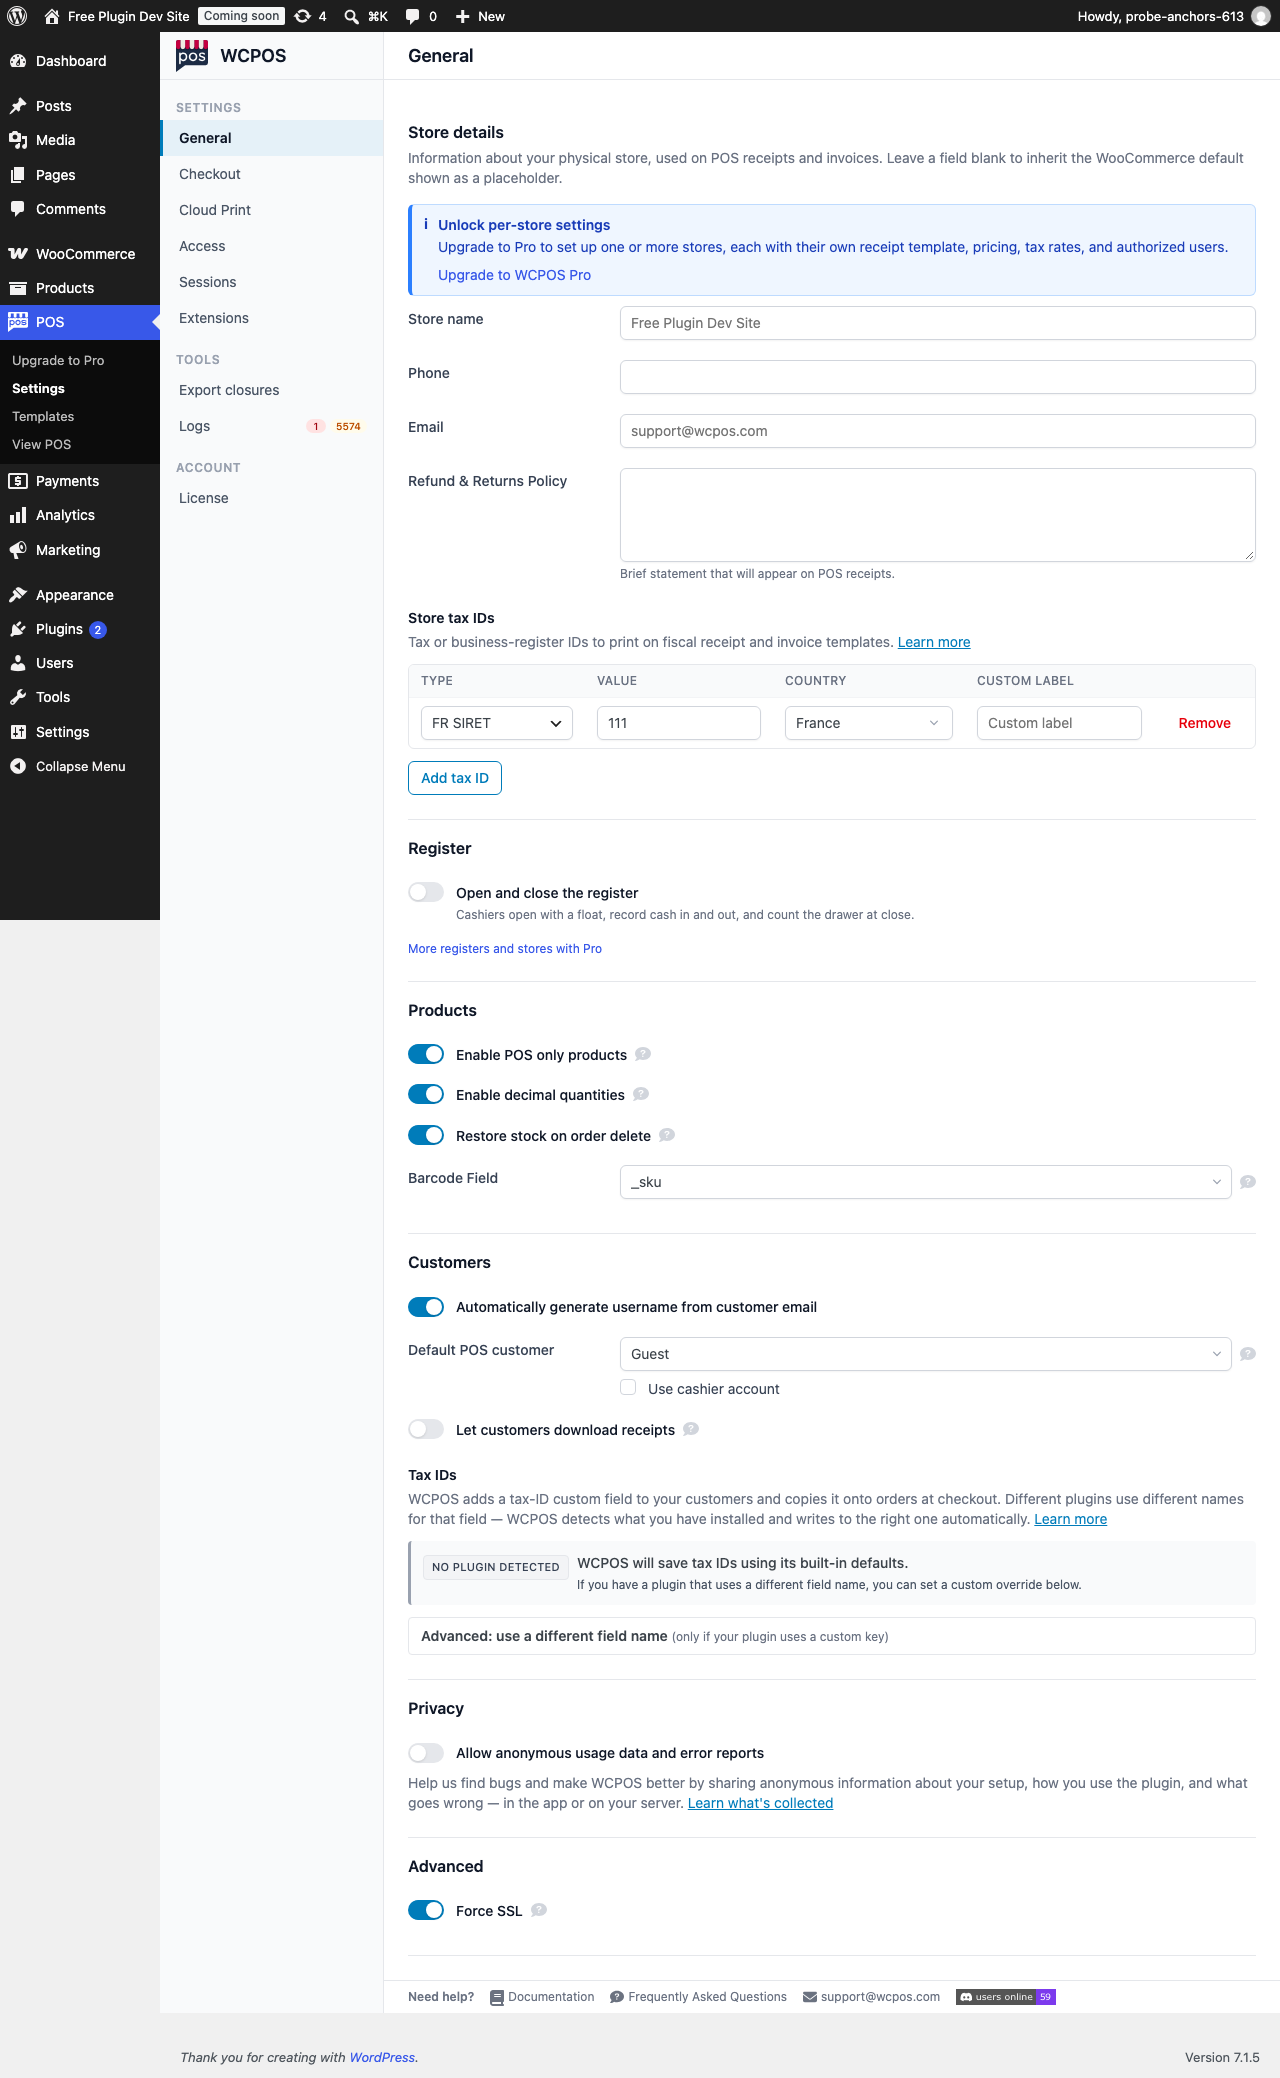 Free Plugin Dev Site Coming soon 4 ⌘K 0 New Howdy, probe-anchors-613
Dashboard
Posts
Media
Pages
Comments
WooCommerce
Products
POS
Upgrade to Pro
Settings
Templates
View POS
Payments
Analytics
Marketing
Appearance
Plugins 2
Users
Tools
Settings
Collapse Menu
pos WCPOS
SETTINGS
General
Checkout
Cloud Print
Access
Sessions
Extensions
TOOLS
Export closures
Logs 1 5574
ACCOUNT
License
General
Store details
Information about your physical store, used on POS receipts and invoices. Leave a field blank to inherit the WooCommerce default
shown as a placeholder.
i Unlock per-store settings
Upgrade to Pro to set up one or more stores, each with their own receipt template, pricing, tax rates, and authorized users.
Upgrade to WCPOS Pro
Store name Free Plugin Dev Site
Phone
Email support@wcpos.com
Refund & Returns Policy
Brief statement that will appear on POS receipts.
Store tax IDs
Tax or business-register IDs to print on fiscal receipt and invoice templates. Learn more
TYPE VALUE COUNTRY CUSTOM LABEL
FR SIRET 111 France Custom label Remove
Add tax ID
Register
Open and close the register
Cashiers open with a float, record cash in and out, and count the drawer at close.
More registers and stores with Pro
Products
Enable POS only products ?
Enable decimal quantities ?
Restore stock on order delete ?
Barcode Field _sku ?
Customers
Automatically generate username from customer email
Default POS customer Guest ?
Use cashier account
Let customers download receipts ?
Tax IDs
WCPOS adds a tax-ID custom field to your customers and copies it onto orders at checkout. Different plugins use different names
for that field — WCPOS detects what you have installed and writes to the right one automatically. Learn more
NO PLUGIN DETECTED WCPOS will save tax IDs using its built-in defaults.
If you have a plugin that uses a different field name, you can set a custom override below.
Advanced: use a different field name (only if your plugin uses a custom key)
Privacy
Allow anonymous usage data and error reports
Help us find bugs and make WCPOS better by sharing anonymous information about your setup, how you use the plugin, and what
goes wrong — in the app or on your server. Learn what's collected
Advanced
Force SSL ?
Need help? Documentation Frequently Asked Questions support@wcpos.com users online 59
Thank you for creating with WordPress. Version 7.1.5